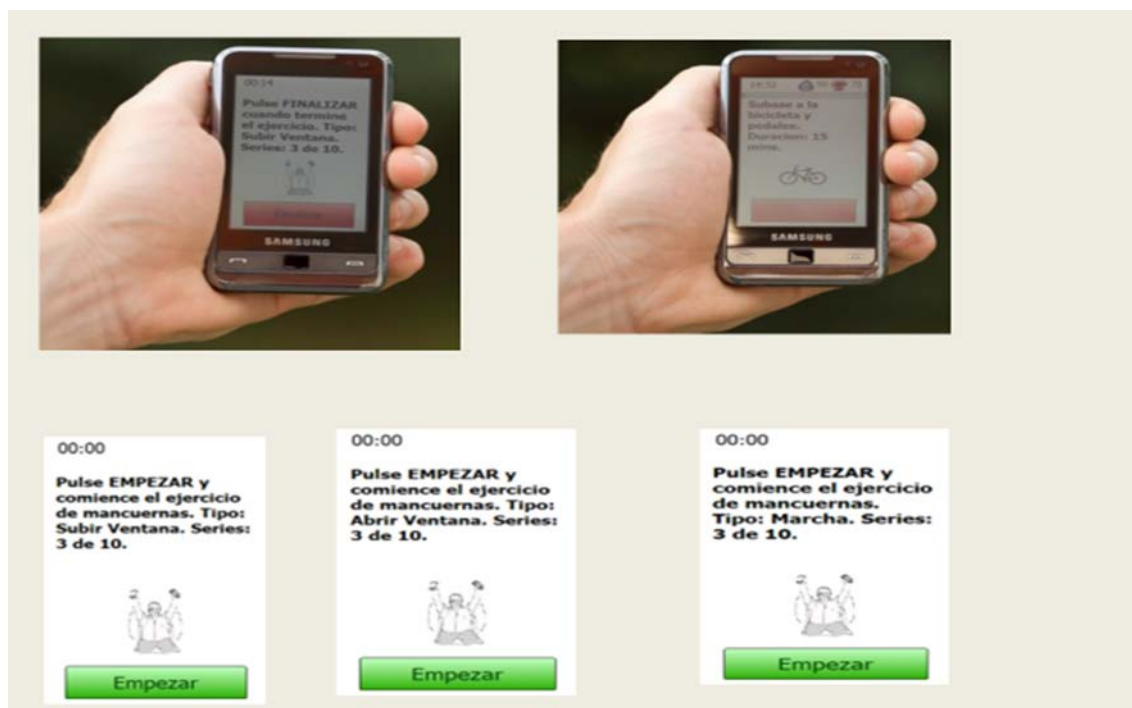 00:14
Pulse FINALIZAR
cuando termine
el ejercicio. Tipo:
Subir Ventana.
Series: 3 de 10.
SAMSUNG
Subase a la
bicicleta y
pedalee.
Duracion: 15
mins.
SAMSUNG
00:00
Pulse EMPEZAR y
comience el ejercicio
de mancuernas. Tipo:
Subir Ventana. Series:
3 de 10.
Empezar
00:00
Pulse EMPEZAR y
comience el ejercicio
de mancuernas. Tipo:
Abrir Ventana. Series:
3 de 10.
Empezar
00:00
Pulse EMPEZAR y
comience el ejercicio
de mancuernas.
Tipo: Marcha. Series:
3 de 10.
Empezar